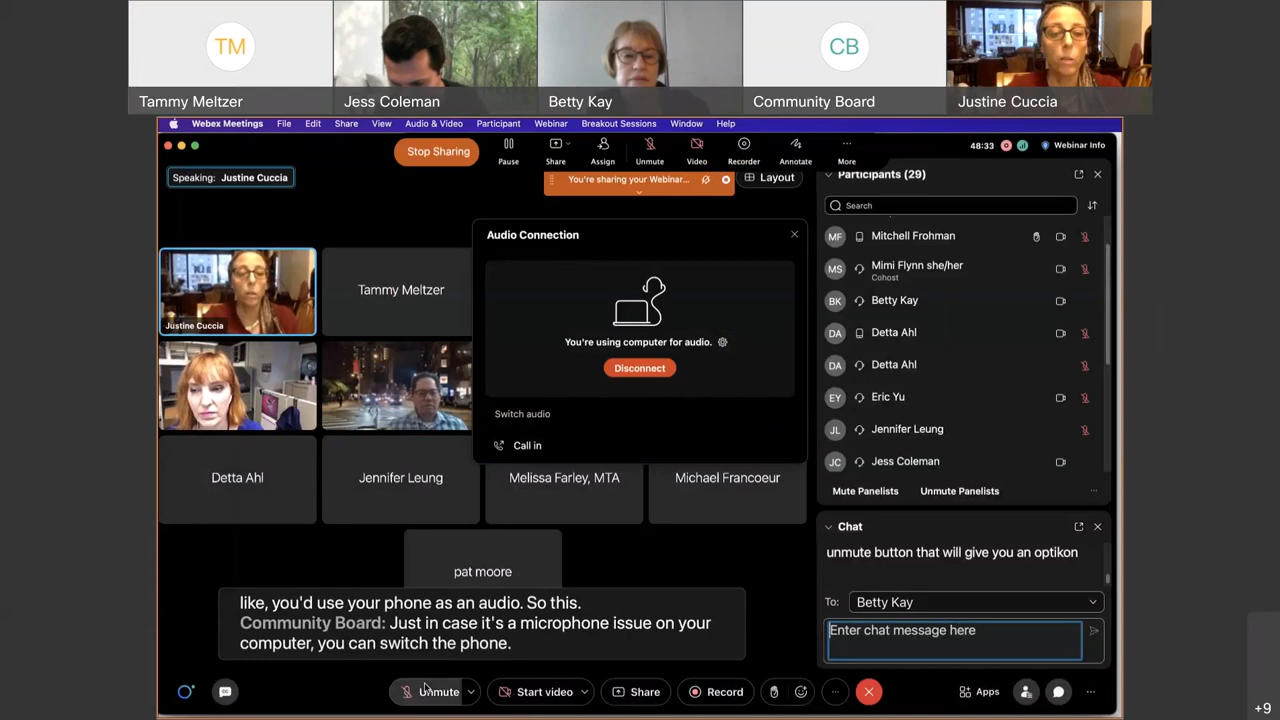 TM
CB
Tammy Meltzer
Jess Coleman
Betty Kay
Community Board
Justine Cuccia
Webex Meetings File Edit Share View Audio & Video Participant Webinar Breakout Sessions Window Help
Stop Sharing
Pause
Share
Assign
Unmute
Video
Recorder
Annotate
More
48:33
Webinar Info
Speaking: Justine Cuccia
You're sharing your Webinar...
Layout
Participants (29)
Search
Audio Connection
You're using computer for audio.
Disconnect
Switch audio
Call in
Justine Cuccia
Tammy Meltzer
Detta Ahl
Jennifer Leung
Melissa Farley, MTA
Michael Francoeur
pat moore
MF Mitchell Frohman
MS Mimi Flynn she/her
Cohost
BK Betty Kay
DA Detta Ahl
DA Detta Ahl
EY Eric Yu
JL Jennifer Leung
JC Jess Coleman
Mute Panelists Unmute Panelists ...
Chat
unmute button that will give you an optikon
To: Betty Kay
Enter chat message here
like, you'd use your phone as an audio. So this.
Community Board: Just in case it's a microphone issue on your
computer, you can switch the phone.
Unmute
Start video
Share
Record
Apps
+9